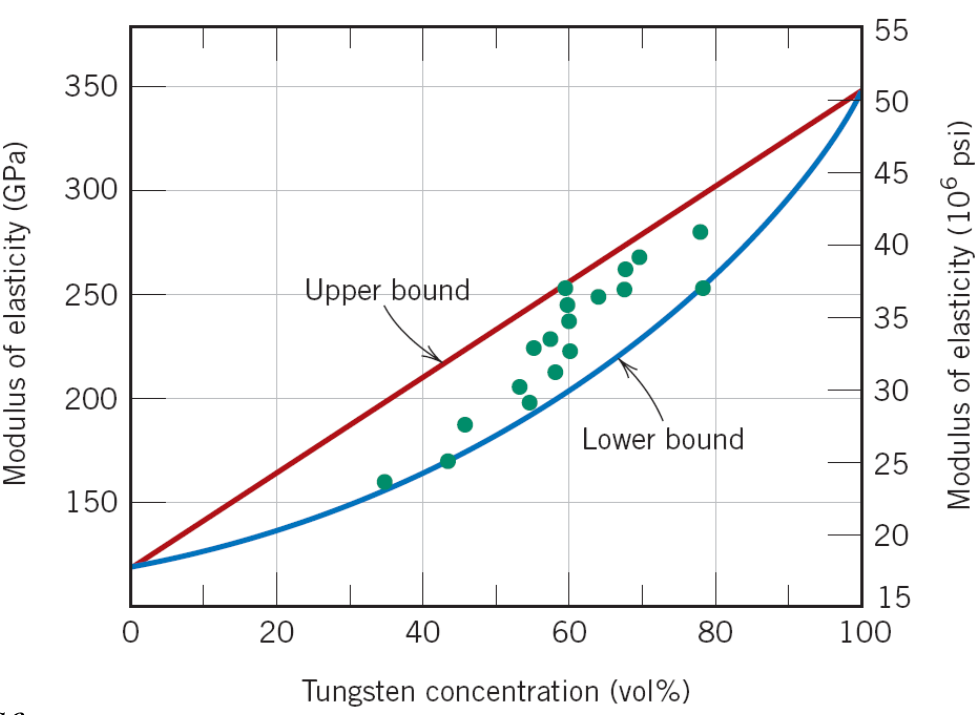 55
350
50
Modulus of elasticity (GPa)
Modulus of elasticity (10⁶ psi)
45
300
40
Upper bound
250
35
200
30
Lower bound
25
150
20
15
0 20 40 60 80 100
Tungsten concentration (vol%)